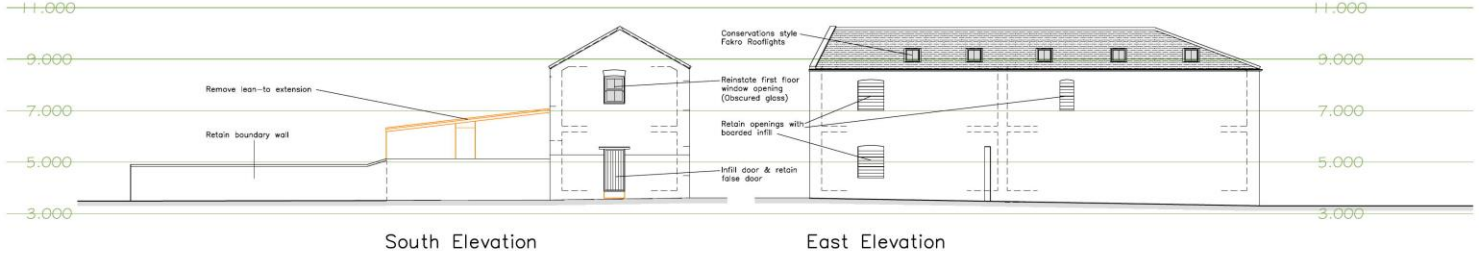 11.000
11.000
Conservations style
Fakro Rooflights
9.000
9.000
Remove lean-to extension
Reinstate first floor
window opening
(Obscured glass)
7.000
7.000
Retain boundary wall
Retain openings with
boarded infill
5.000
5.000
Infill door & retain
false door
3.000
3.000
South Elevation
East Elevation